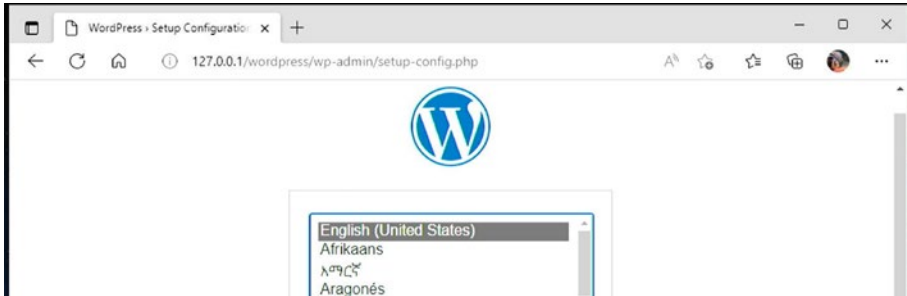 WordPress › Setup Configuration
127.0.0.1/wordpress/wp-admin/setup-config.php
English (United States)
Afrikaans
አማርኛ
Aragonés